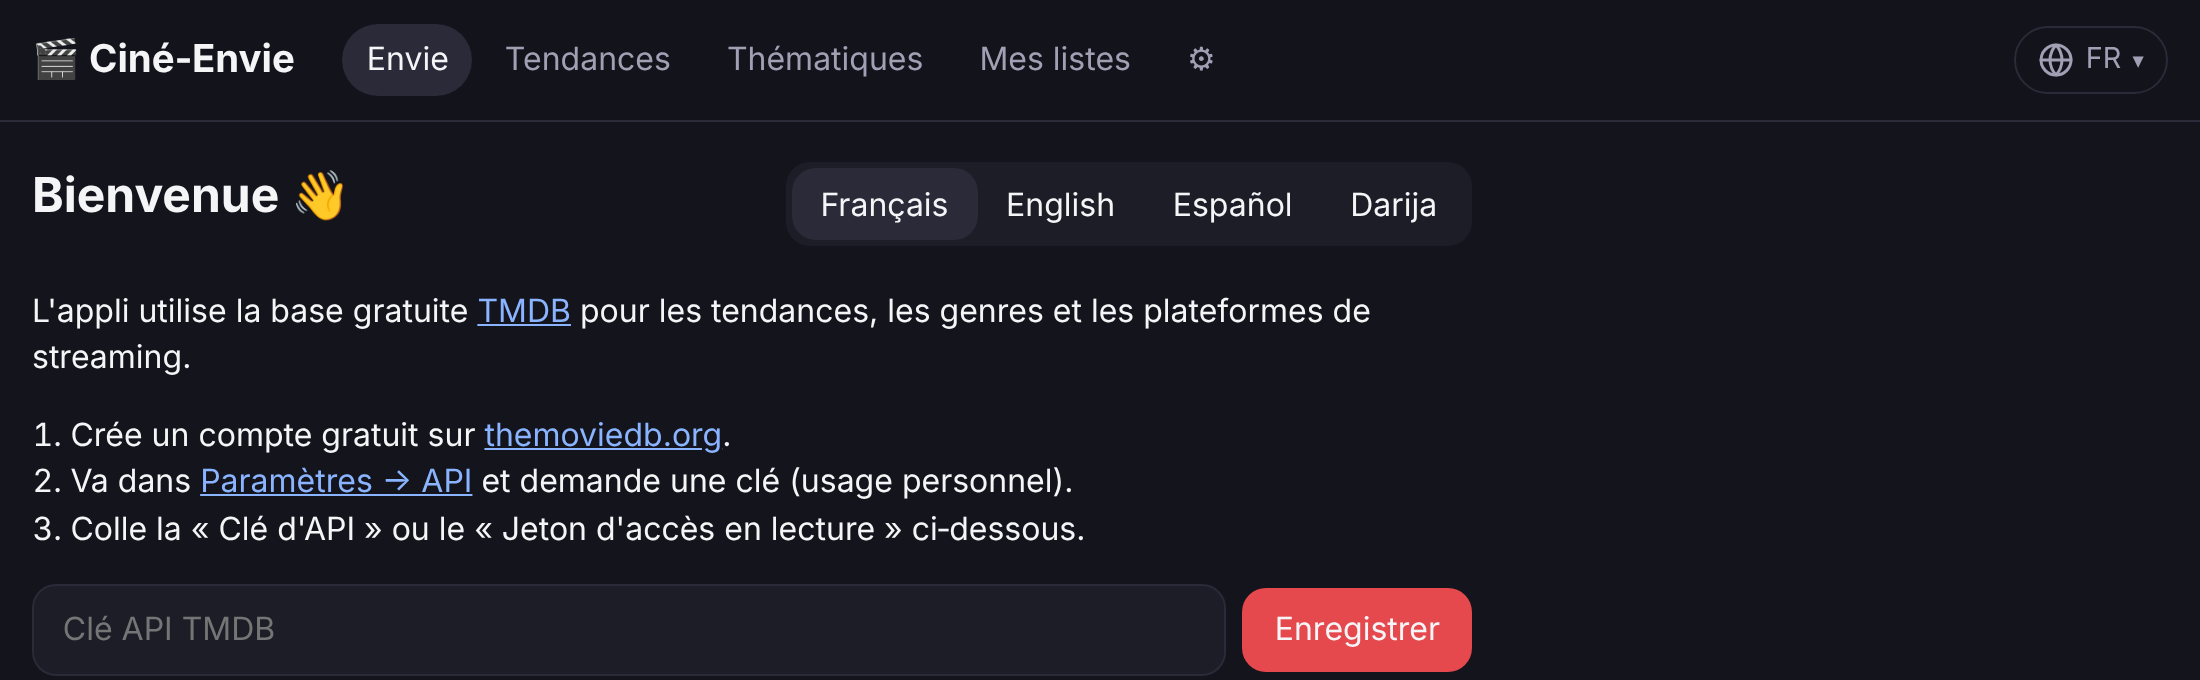 🎬 Ciné-Envie Envie Tendances Thématiques Mes listes ⚙ FR ▾
Bienvenue 👋
Français English Español Darija
L'appli utilise la base gratuite TMDB pour les tendances, les genres et les plateformes de
streaming.
1. Crée un compte gratuit sur themoviedb.org.
2. Va dans Paramètres → API et demande une clé (usage personnel).
3. Colle la « Clé d'API » ou le « Jeton d'accès en lecture » ci-dessous.
Clé API TMDB Enregistrer